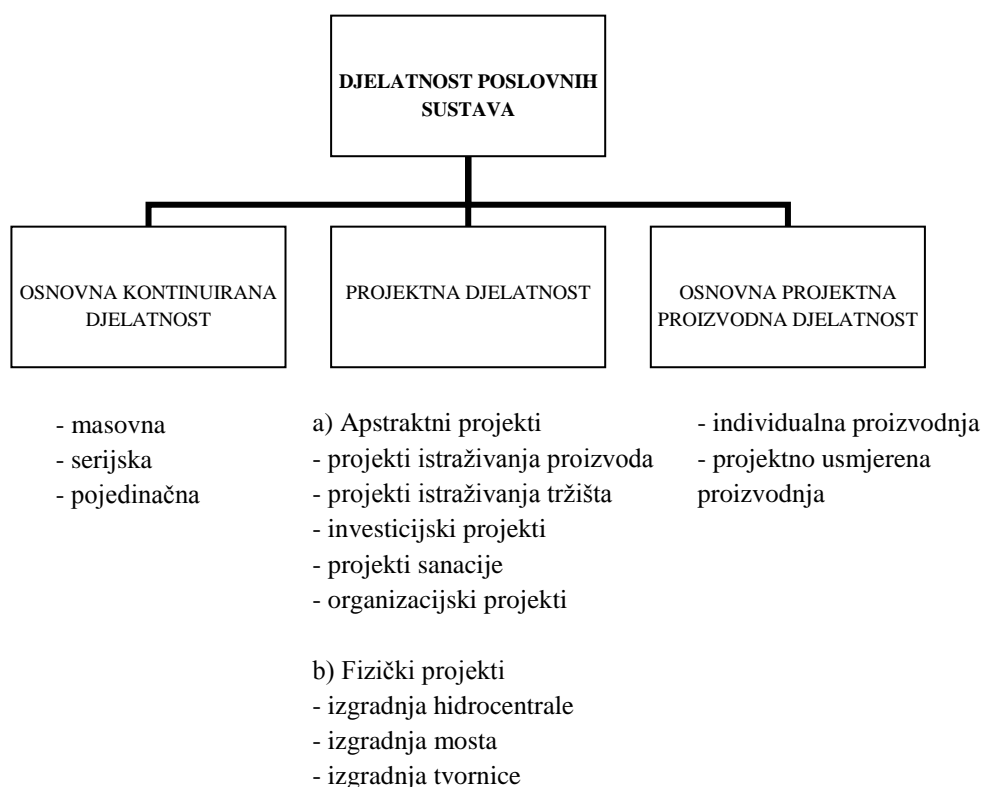 DJELATNOST POSLOVNIH
SUSTAVA
OSNOVNA KONTINUIRANA
DJELATNOST
PROJEKTNA DJELATNOST
OSNOVNA PROJEKTNA
PROIZVODNA DJELATNOST
- masovna
- serijska
- pojedinačna
a) Apstraktni projekti
- projekti istraživanja proizvoda
- projekti istraživanja tržišta
- investicijski projekti
- projekti sanacije
- organizacijski projekti
b) Fizički projekti
- izgradnja hidrocentrale
- izgradnja mosta
- izgradnja tvornice
- individualna proizvodnja
- projektno usmjerena
proizvodnja